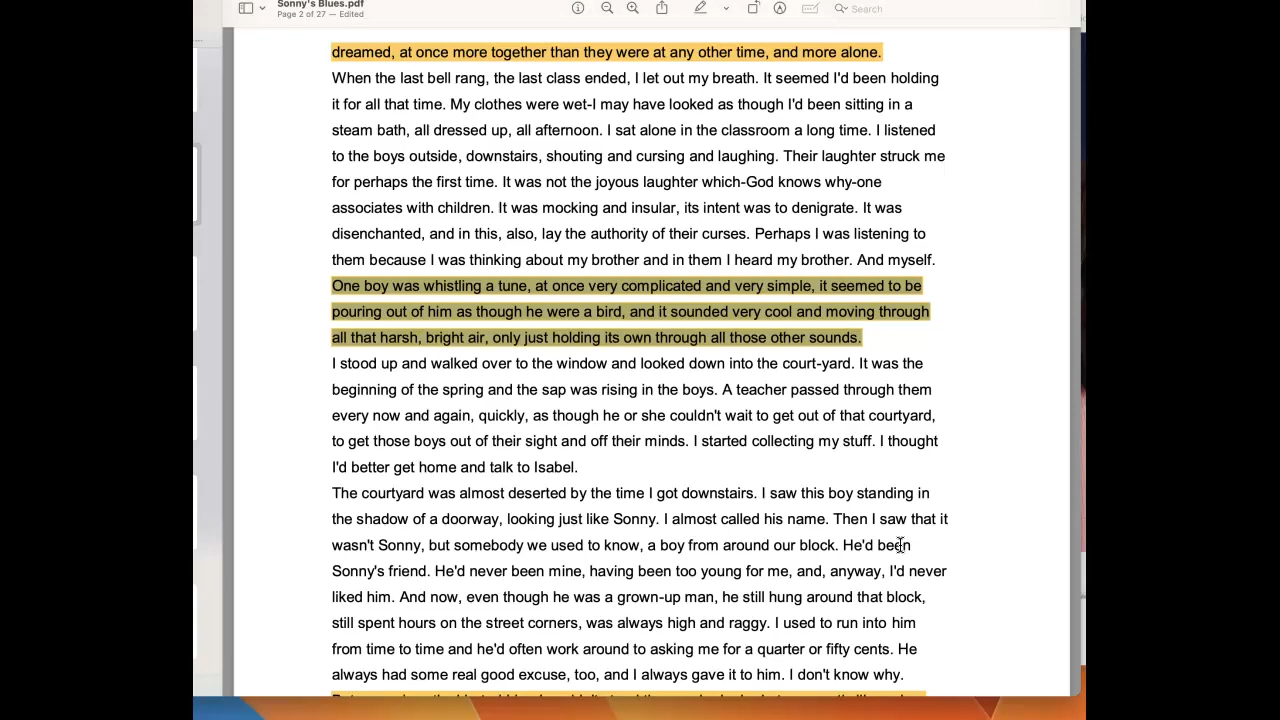 Sonny's Blues.pdf
Page 2 of 27 — Edited
Search
dreamed, at once more together than they were at any other time, and more alone.
When the last bell rang, the last class ended, I let out my breath. It seemed I'd been holding
it for all that time. My clothes were wet-I may have looked as though I'd been sitting in a
steam bath, all dressed up, all afternoon. I sat alone in the classroom a long time. I listened
to the boys outside, downstairs, shouting and cursing and laughing. Their laughter struck me
for perhaps the first time. It was not the joyous laughter which-God knows why-one
associates with children. It was mocking and insular, its intent was to denigrate. It was
disenchanted, and in this, also, lay the authority of their curses. Perhaps I was listening to
them because I was thinking about my brother and in them I heard my brother. And myself.
One boy was whistling a tune, at once very complicated and very simple, it seemed to be
pouring out of him as though he were a bird, and it sounded very cool and moving through
all that harsh, bright air, only just holding its own through all those other sounds.
I stood up and walked over to the window and looked down into the court-yard. It was the
beginning of the spring and the sap was rising in the boys. A teacher passed through them
every now and again, quickly, as though he or she couldn't wait to get out of that courtyard,
to get those boys out of their sight and off their minds. I started collecting my stuff. I thought
I'd better get home and talk to Isabel.
The courtyard was almost deserted by the time I got downstairs. I saw this boy standing in
the shadow of a doorway, looking just like Sonny. I almost called his name. Then I saw that it
wasn't Sonny, but somebody we used to know, a boy from around our block. He'd been
Sonny's friend. He'd never been mine, having been too young for me, and, anyway, I'd never
liked him. And now, even though he was a grown-up man, he still hung around that block,
still spent hours on the street corners, was always high and raggy. I used to run into him
from time to time and he'd often work around to asking me for a quarter or fifty cents. He
always had some real good excuse, too, and I always gave it to him. I don't know why.